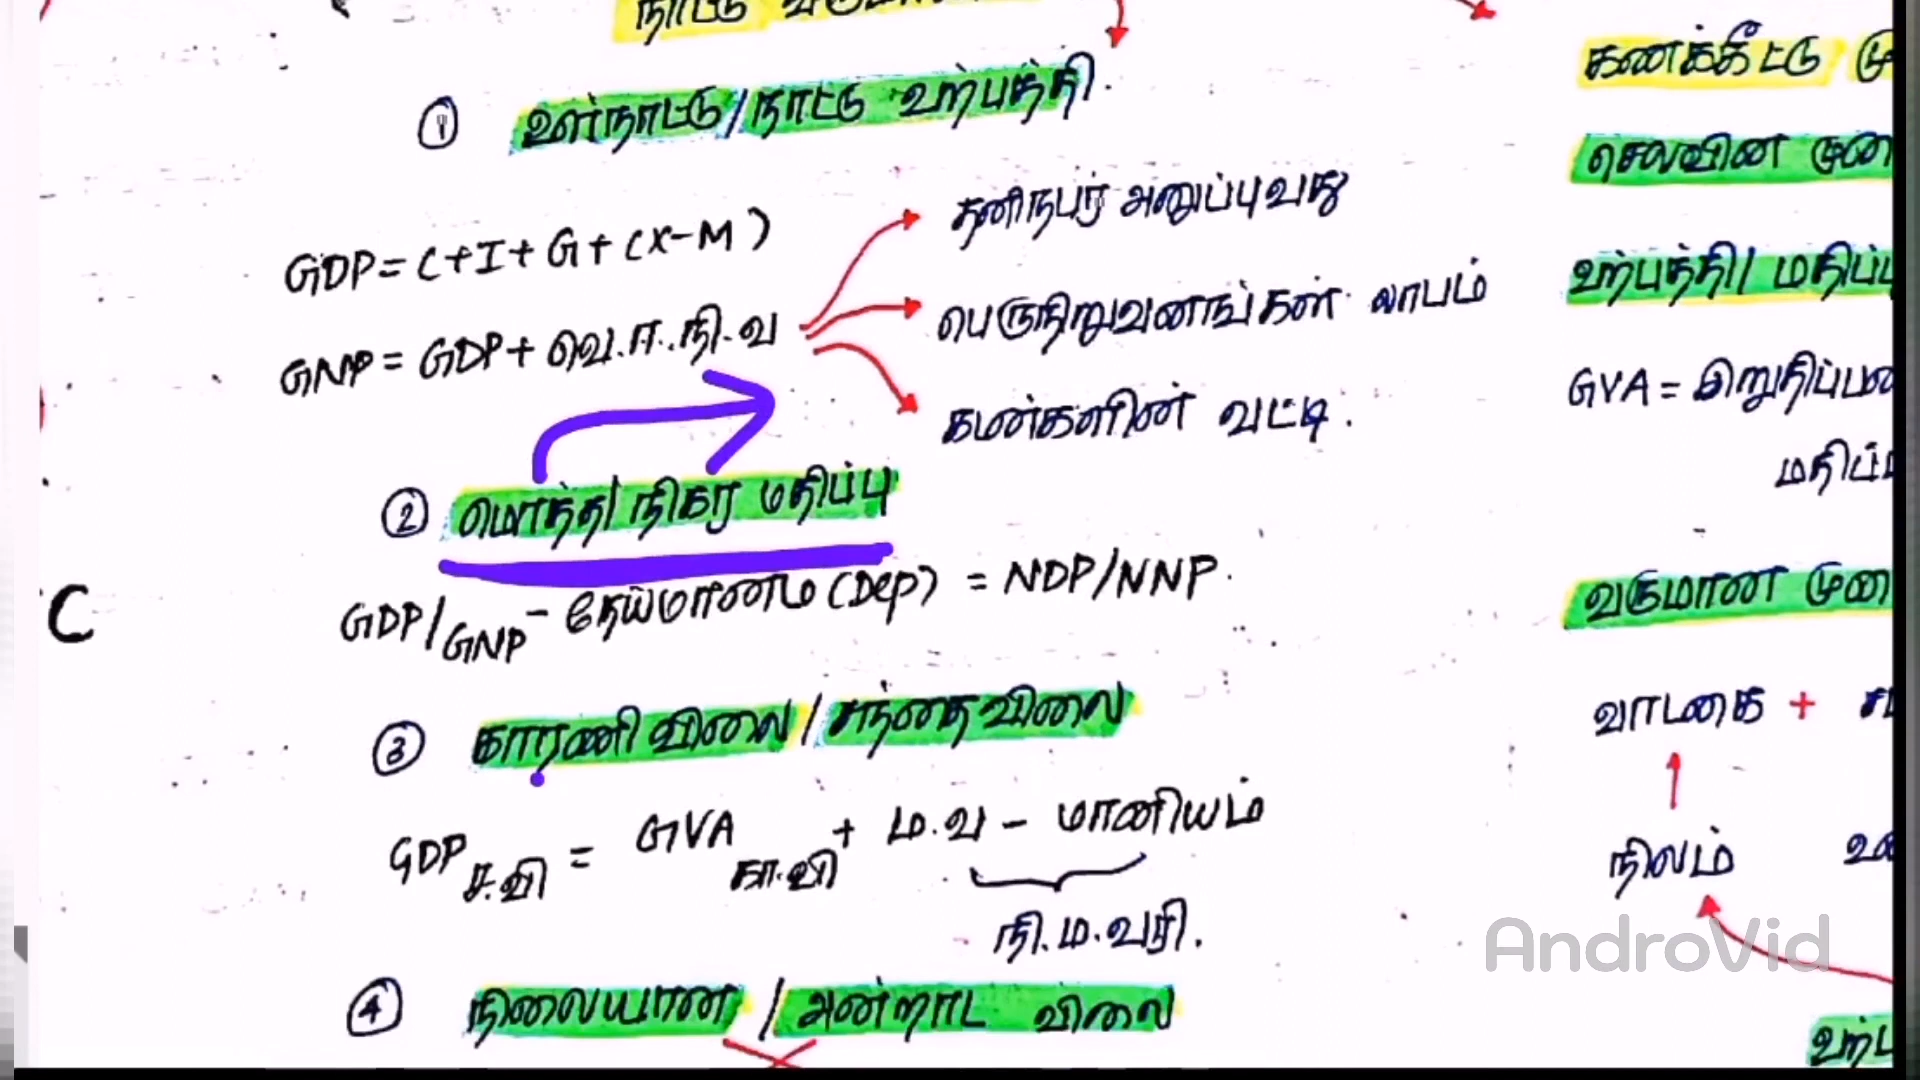 ① உள்நாட்டு/நாட்டு உற்பத்தி.
GDP = C+I+G+(X-M)
GNP = GDP + வெ.ஈ.நி.வ
தனிநபர் அனுப்புவது
பெருநிறுவனங்கள் லாபம்
கடன்களின் வட்டி.
② மொத்த/நிகர மதிப்பு
GDP/GNP - தேய்மானம் (Dep) = NDP/NNP.
③ காரணி விலை/சந்தை விலை
GDP ச.வி = GVA கா.வி + ம.வ - மானியம்
நி.ம.வரி.
④ நிலையான / அன்றாட விலை
C
கணக்கீட்டு மு
செலவின முறை
உற்பத்தி/ மதிப்பு
GVA =
வருமான முறை
வாடகை +
நிலம்
AndroVid